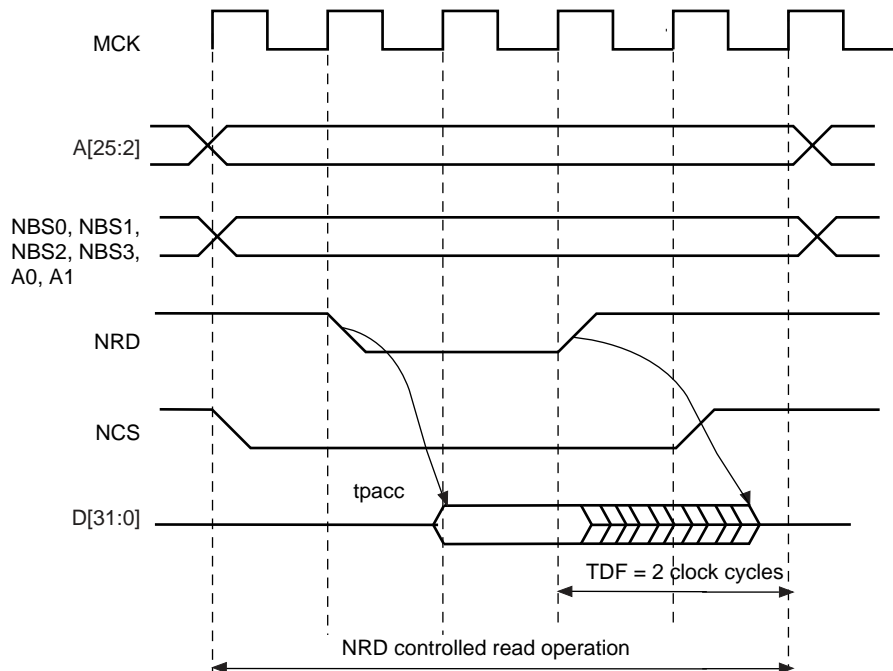 MCK
A[25:2]
NBS0, NBS1,
NBS2, NBS3,
A0, A1
NRD
NCS
tpacc
D[31:0]
TDF = 2 clock cycles
NRD controlled read operation